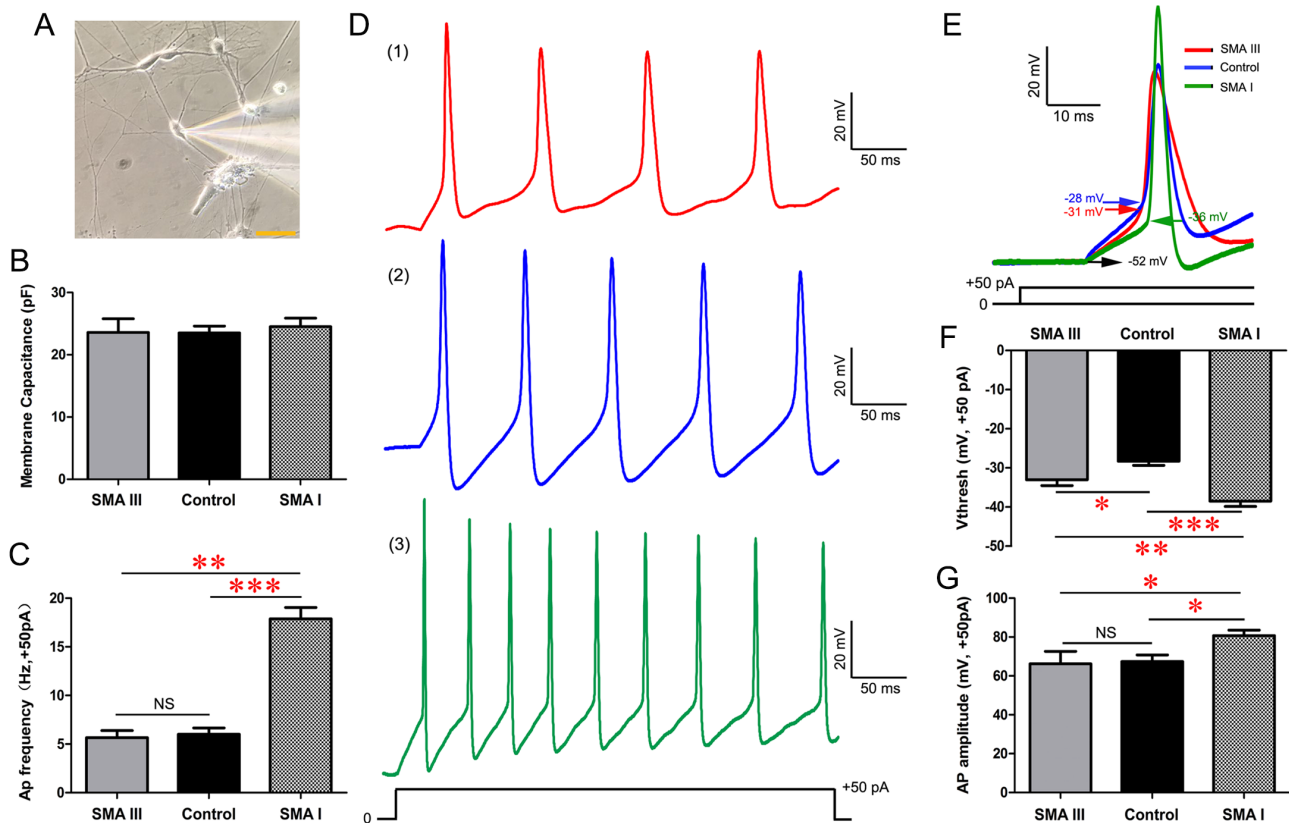 A
B
Membrane Capacitance (pF)
30
20
10
0
SMA III Control SMA I
C
Ap frequency (Hz,+50pA)
20
15
10
5
0
**
***
NS
SMA III Control SMA I
D
(1)
20 mV
50 ms
(2)
20 mV
50 ms
(3)
20 mV
50 ms
+50 pA
0
E
20 mV
10 ms
SMA III
Control
SMA I
-28 mV
-31 mV
-36 mV
-52 mV
+50 pA
0
F
SMA III Control SMA I
Vthresh (mV, +50 pA)
0
-10
-20
-30
-40
-50
*
***
**
G
AP amplitude (mV, +50pA)
100
80
60
40
20
0
*
*
NS
SMA III Control SMA I